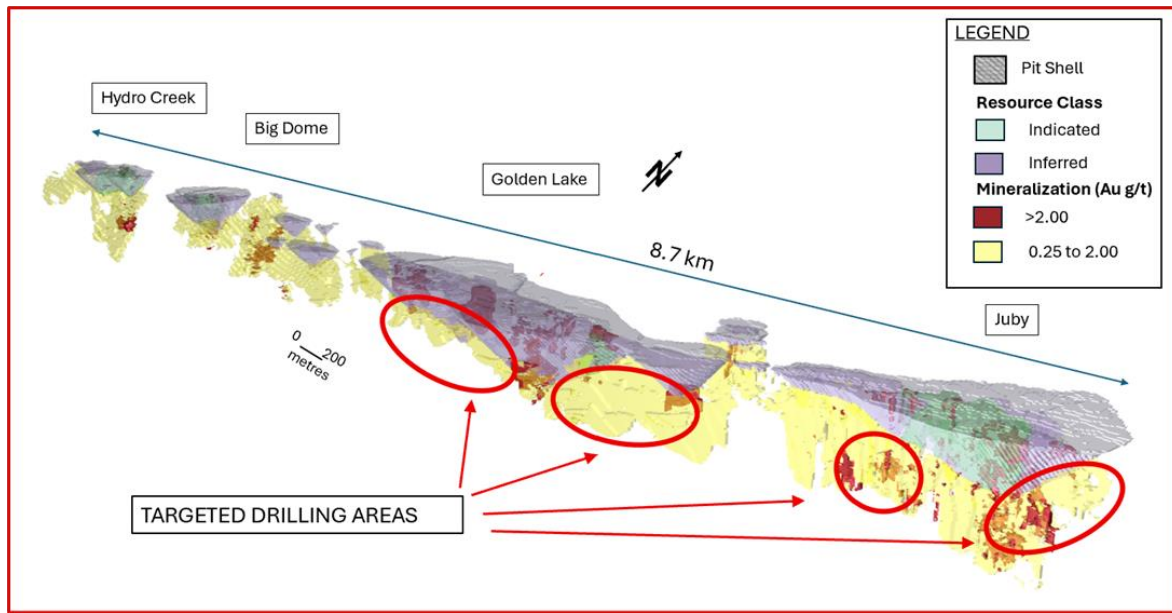 LEGEND
Pit Shell
Resource Class
Indicated
Inferred
Mineralization (Au g/t)
>2.00
0.25 to 2.00
Hydro Creek
Big Dome
Golden Lake
N
8.7 km
Juby
0 200
metres
TARGETED DRILLING AREAS